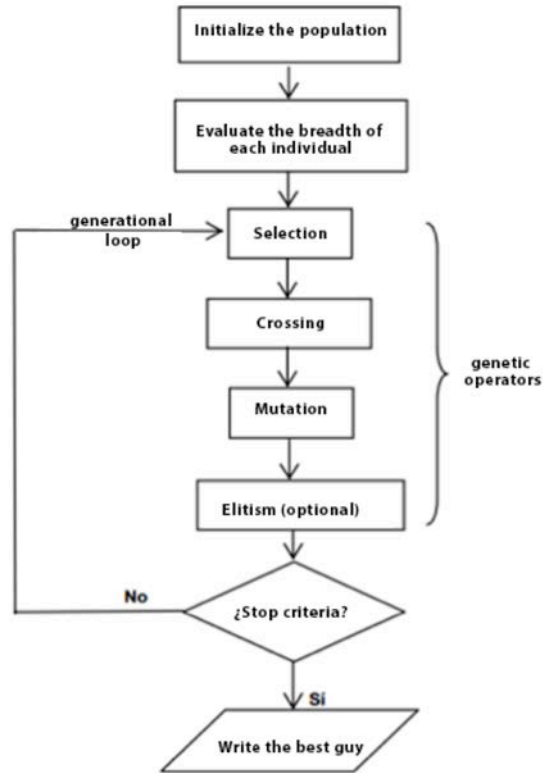 Initialize the population
Evaluate the breadth of
each individual
generational
loop
Selection
Crossing
genetic
operators
Mutation
Elitism (optional)
No
¿Stop criteria?
Sí
Write the best guy